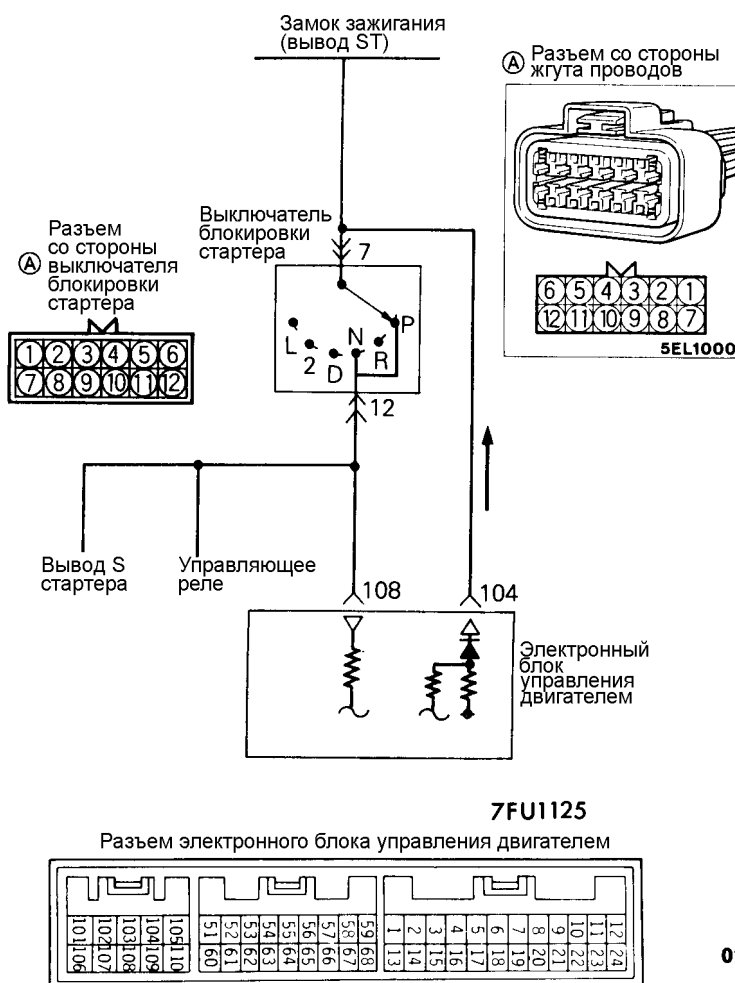 Замок зажигания
(вывод ST)
Ⓐ Разъем со стороны
жгута проводов
6 5 4 3 2 1
12 11 10 9 8 7
5EL1000
Выключатель
блокировки
стартера
7
Разъем
со стороны
Ⓐ выключателя
блокировки
стартера
1 2 3 4 5 6
7 8 9 10 11 12
L 2 D N R P
12
Вывод S
стартера
Управляющее
реле
108
104
Электронный
блок
управления
двигателем
7FU1125
Разъем электронного блока управления двигателем
101 102 103 104 105
106 107 108 109 110
51 52 53 54 55 56 57 58 59
60 61 62 63 64 65 66 67 68
1 2 3 4 5 6 7 8 9 10 11 12
13 14 15 16 17 18 19 20 21 22 23 24